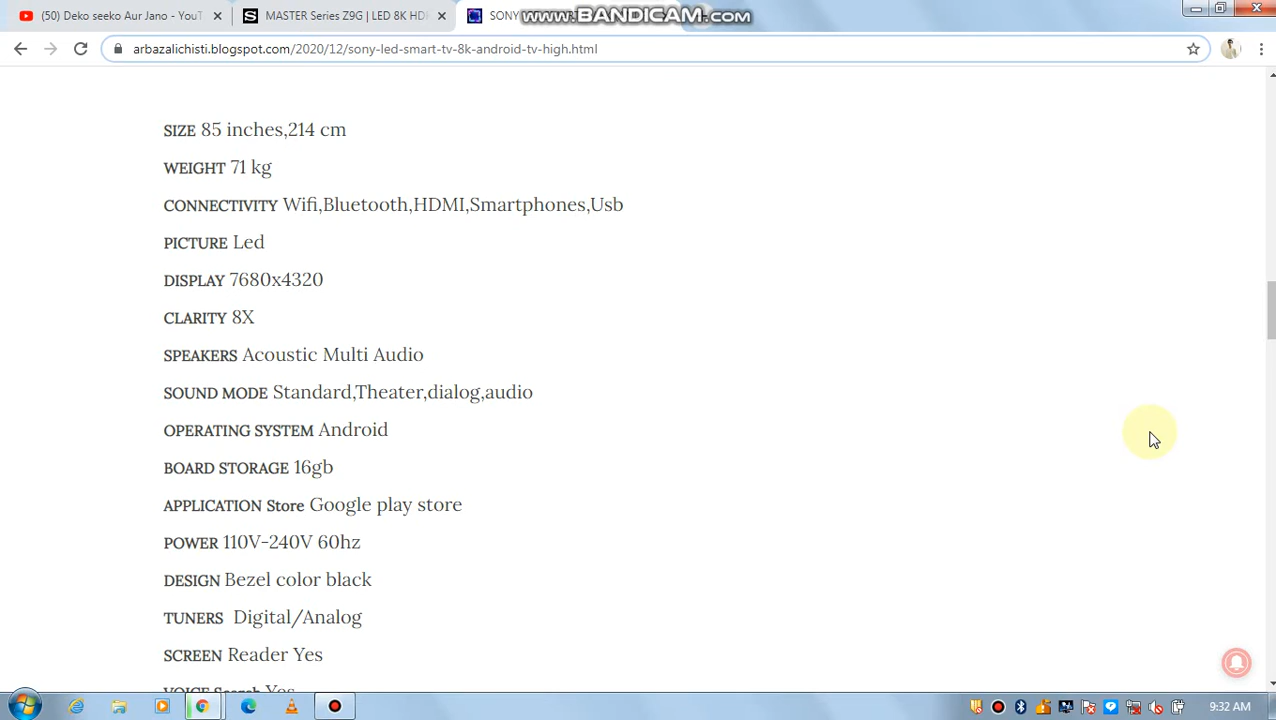 (50) Deko seeko Aur Jano - YouT
MASTER Series Z9G | LED 8K HDR
SONY
WWW.BANDICAM.COM
arbazalichisti.blogspot.com/2020/12/sony-led-smart-tv-8k-android-tv-high.html
SIZE 85 inches,214 cm
WEIGHT 71 kg
CONNECTIVITY Wifi,Bluetooth,HDMI,Smartphones,Usb
PICTURE Led
DISPLAY 7680x4320
CLARITY 8X
SPEAKERS Acoustic Multi Audio
SOUND MODE Standard,Theater,dialog,audio
OPERATING SYSTEM Android
BOARD STORAGE 16gb
APPLICATION Store Google play store
POWER 110V-240V 60hz
DESIGN Bezel color black
TUNERS Digital/Analog
SCREEN Reader Yes
VOICE Search Yes
9:32 AM